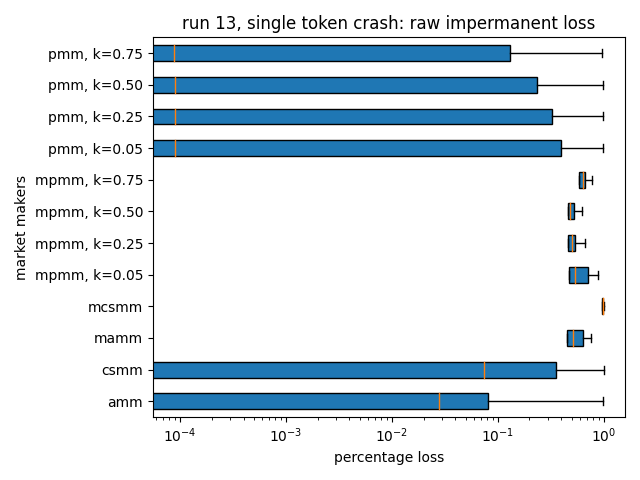 run 13, single token crash: raw impermanent loss
pmm, k=0.75
pmm, k=0.50
pmm, k=0.25
pmm, k=0.05
mpmm, k=0.75
mpmm, k=0.50
mpmm, k=0.25
mpmm, k=0.05
mcsmm
mamm
csmm
amm
market makers
10⁻⁴ 10⁻³ 10⁻² 10⁻¹ 10⁰
percentage loss